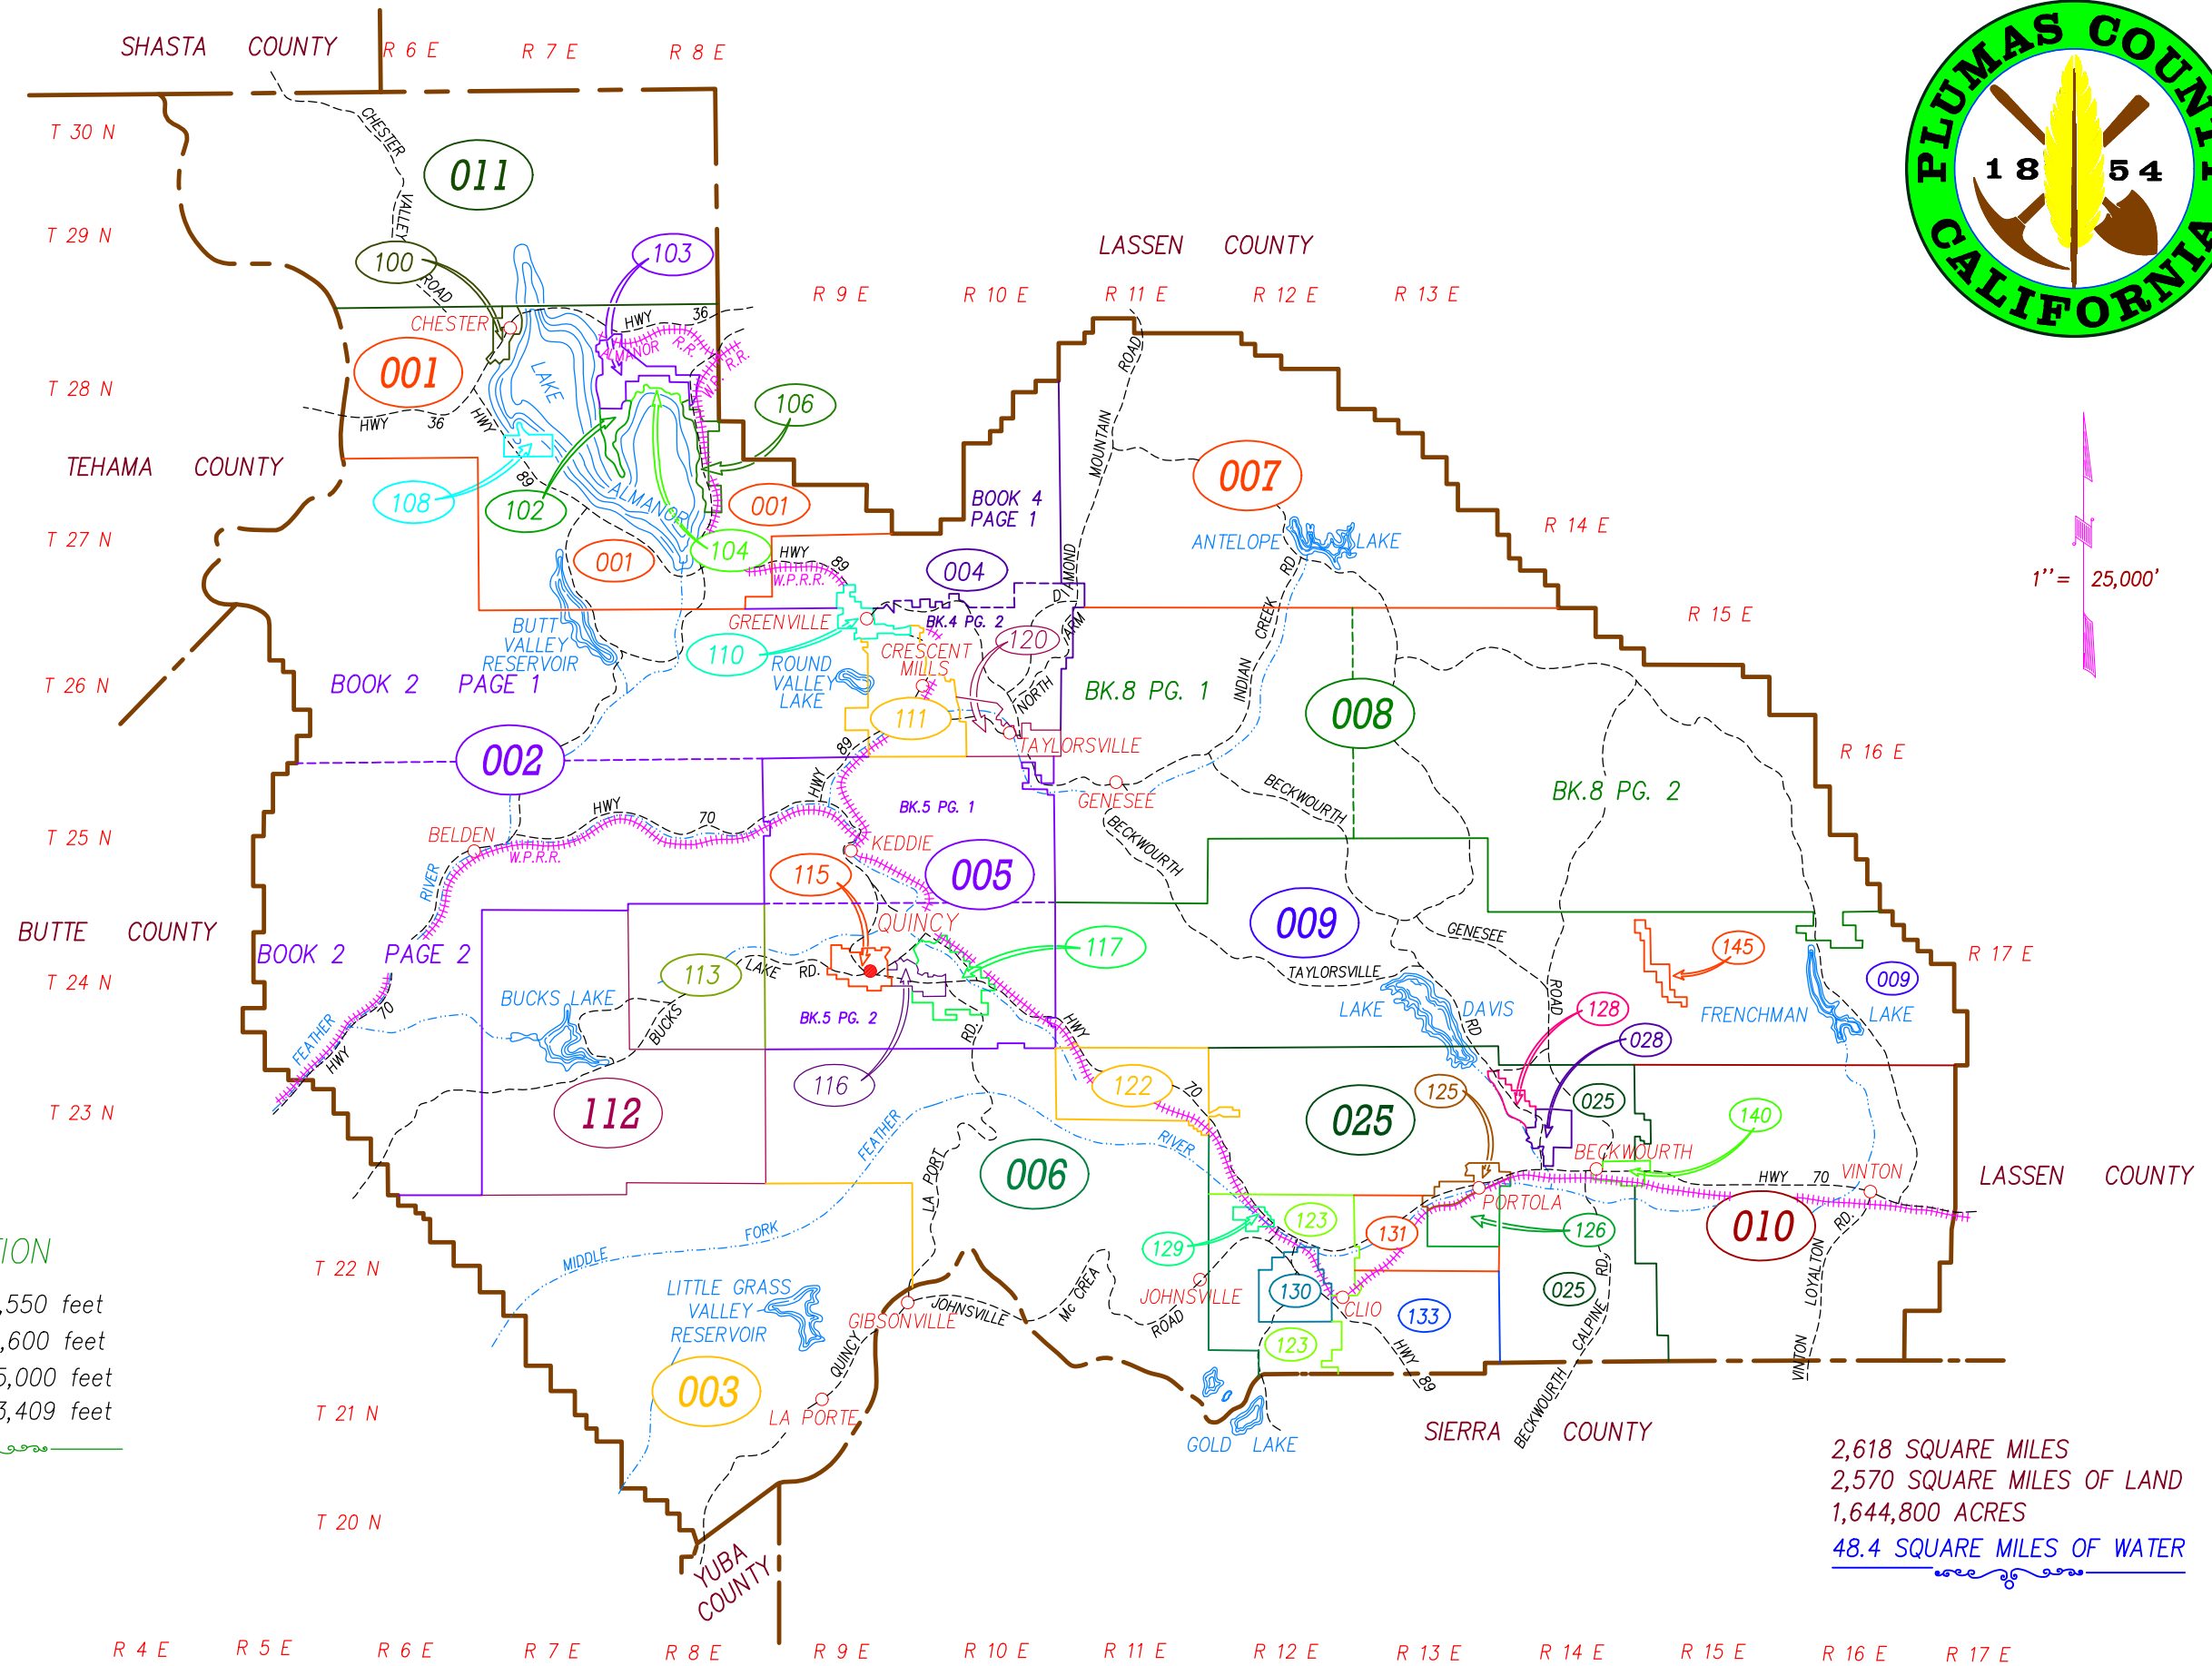 SHASTA COUNTY
R 6 E
R 7 E
R 8 E
PLUMAS COUNTY
CALIFORNIA
18 54
T 30 N
CHESTER
VALLEY
ROAD
011
T 29 N
100
103
LASSEN COUNTY
R 9 E
R 10 E
R 11 E
R 12 E
R 13 E
CHESTER
HWY 36
ALMANOR
R.R.
W.P. R.R.
001
LAKE
T 28 N
HWY 36
HWY
89
106
ROAD
MOUNTAIN
007
TEHAMA COUNTY
108
102
ALMANOR
001
BOOK 4
PAGE 1
R 14 E
T 27 N
001
104
HWY
89
W.P.R.R.
004
ANTELOPE LAKE
RD.
1"= 25,000'
DIAMOND
GREENVILLE
BK.4 PG. 2
CREEK
R 15 E
BUTT
VALLEY
RESERVOIR
110
120
ARM
CRESCENT
MILLS
ROUND
VALLEY
LAKE
T 26 N
BOOK 2 PAGE 1
NORTH
INDIAN
BK.8 PG. 1
008
111
89
TAYLORSVILLE
R 16 E
002
HWY
GENESEE
BECKWOURTH
BK.8 PG. 2
HWY 70
BK.5 PG. 1
T 25 N
BELDEN
W.P.R.R.
KEDDIE
BECKWOURTH
RIVER
115
005
QUINCY
009
GENESEE
BUTTE COUNTY
BOOK 2 PAGE 2
117
145
R 17 E
T 24 N
113
LAKE RD.
TAYLORSVILLE
009
BUCKS LAKE
70
BUCKS
BK.5 PG. 2
LAKE DAVIS
ROAD
128
FRENCHMAN LAKE
FEATHER
HWY
RD.
HWY
RD
028
T 23 N
112
116
122
70
025
125
025
140
FEATHER
RIVER
BECKWOURTH
LA PORT
006
HWY 70
VINTON
LASSEN COUNTY
PORTOLA
123
131
126
010
RD.
TION
MIDDLE
FORK
129
RD.
T 22 N
LITTLE GRASS
VALLEY
RESERVOIR
Mc CREA
JOHNSVILLE
130
025
LOYALTON
,550 feet
GIBSONVILLE
JOHNSVILLE
ROAD
CLIO
133
CALPINE
,600 feet
QUINCY
123
HWY
89
VINTON
5,000 feet
003
3,409 feet
T 21 N
LA PORTE
BECKWOURTH
GOLD LAKE
SIERRA COUNTY
2,618 SQUARE MILES
2,570 SQUARE MILES OF LAND
1,644,800 ACRES
48.4 SQUARE MILES OF WATER
T 20 N
YUBA
COUNTY
R 4 E
R 5 E
R 6 E
R 7 E
R 8 E
R 9 E
R 10 E
R 11 E
R 12 E
R 13 E
R 14 E
R 15 E
R 16 E
R 17 E